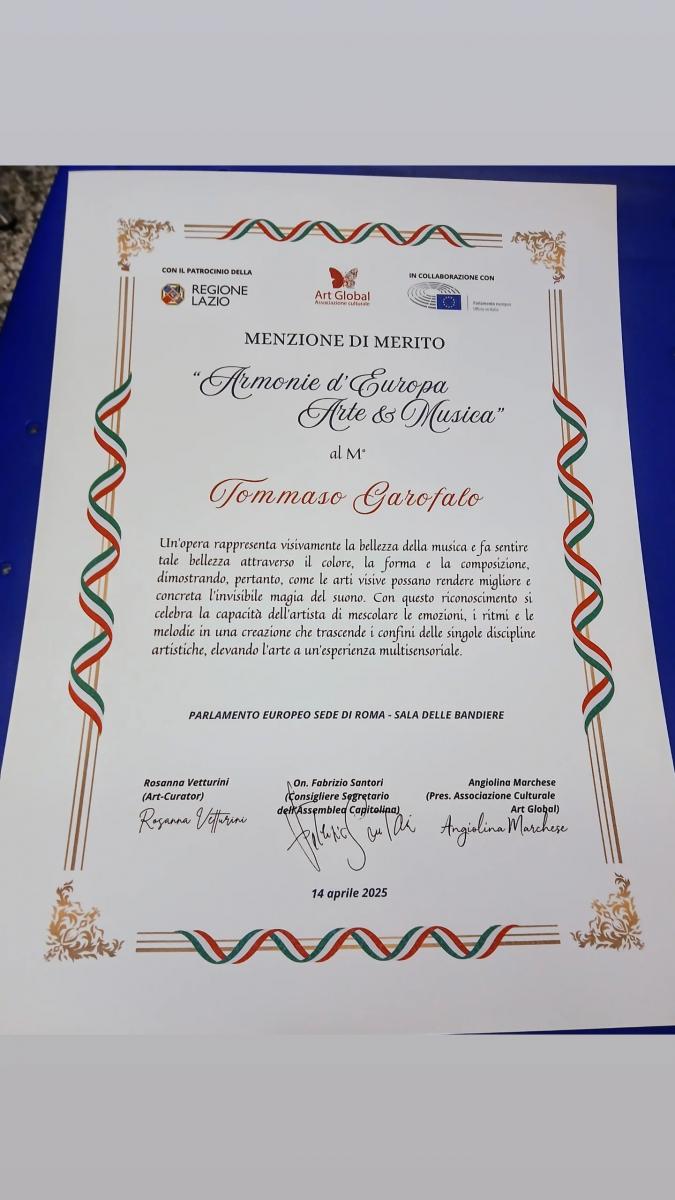 CON IL PATROCINIO DELLA
REGIONE
LAZIO
Art Global
Associazione culturale
IN COLLABORAZIONE CON
Parlamento europeo
Ufficio in Italia
MENZIONE DI MERITO
“Armonie d'Europa
Arte & Musica”
al M°
Tommaso Garofalo
Un'opera rappresenta visivamente la bellezza della musica e fa sentire
tale bellezza attraverso il colore, la forma e la composizione,
dimostrando, pertanto, come le arti visive possano rendere migliore e
concreta l'invisibile magia del suono. Con questo riconoscimento si
celebra la capacità dell'artista di mescolare le emozioni, i ritmi e le
melodie in una creazione che trascende i confini delle singole discipline
artistiche, elevando l'arte a un'esperienza multisensoriale.
PARLAMENTO EUROPEO SEDE DI ROMA - SALA DELLE BANDIERE
Rosanna Vetturini
(Art-Curator)
Rosanna Vetturini
On. Fabrizio Santori
(Consigliere Segretario
dell'Assemblea Capitolina)
Fabrizio Santori
Angiolina Marchese
(Pres. Associazione Culturale
Art Global)
Angiolina Marchese
14 aprile 2025